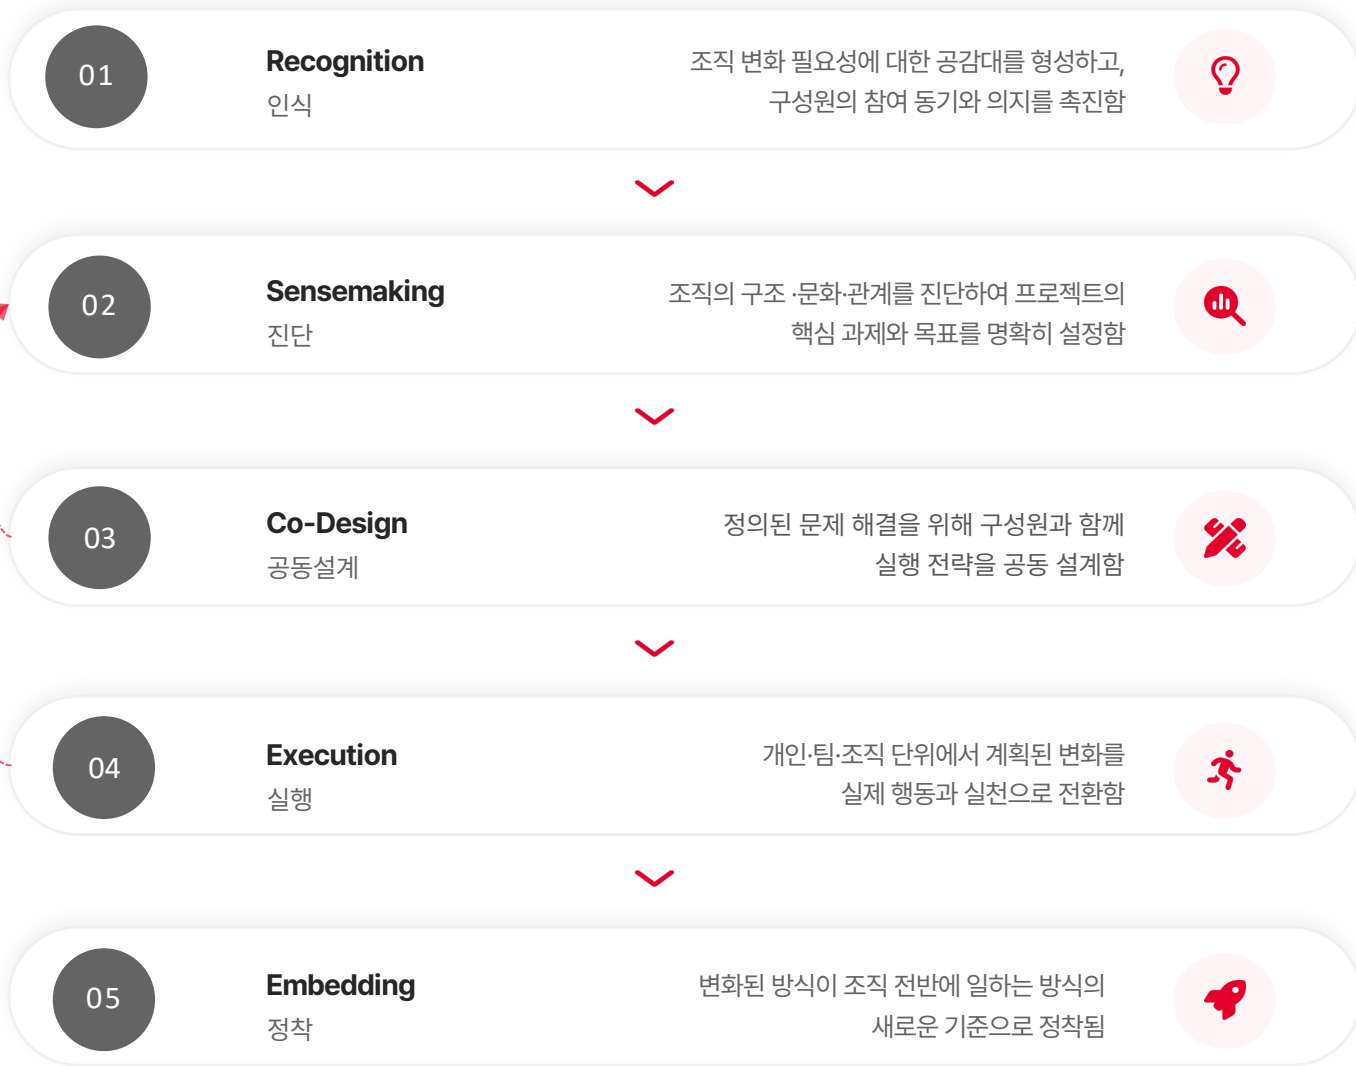 01
Recognition
인식
조직 변화 필요성에 대한 공감대를 형성하고,
구성원의 참여 동기와 의지를 촉진함
02
Sensemaking
진단
조직의 구조 ·문화·관계를 진단하여 프로젝트의
핵심 과제와 목표를 명확히 설정함
03
Co-Design
공동설계
정의된 문제 해결을 위해 구성원과 함께
실행 전략을 공동 설계함
04
Execution
실행
개인·팀·조직 단위에서 계획된 변화를
실제 행동과 실천으로 전환함
05
Embedding
정착
변화된 방식이 조직 전반에 일하는 방식의
새로운 기준으로 정착됨